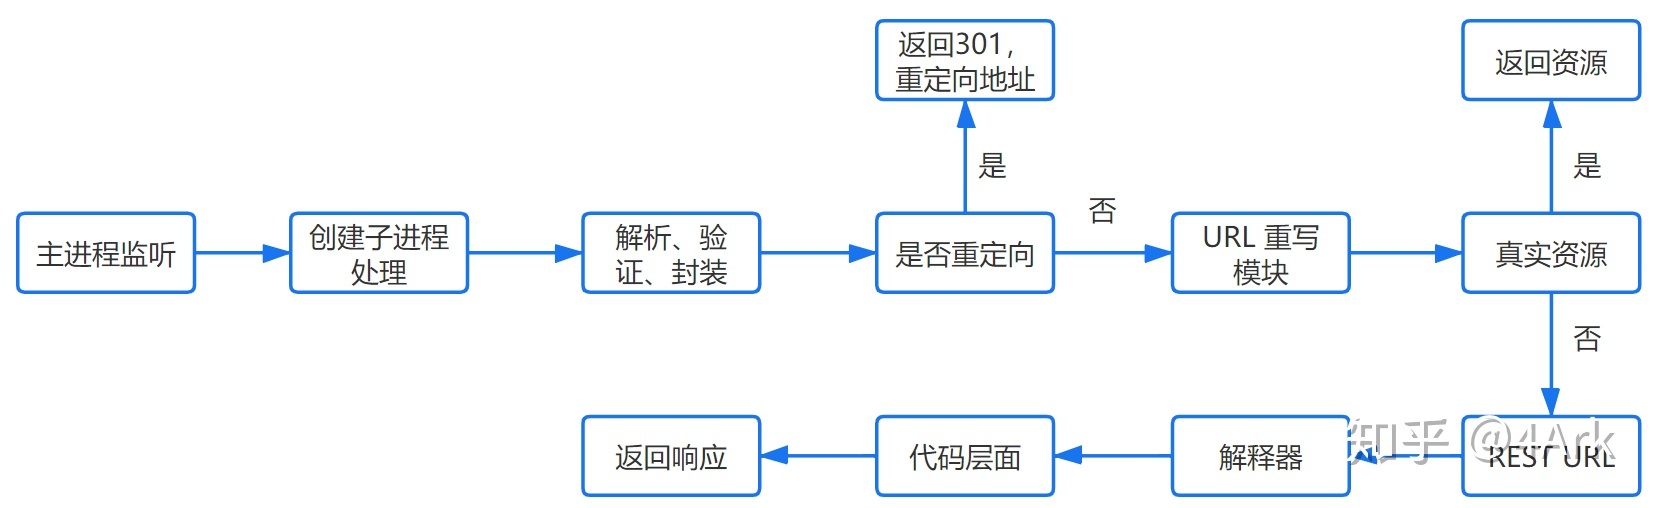 返回301，
重定向地址
返回资源
是
是
否
主进程监听
创建子进程
处理
解析、验
证、封装
是否重定向
URL 重写
模块
真实资源
否
返回响应
代码层面
解释器
REST URL
知乎 @4Ark